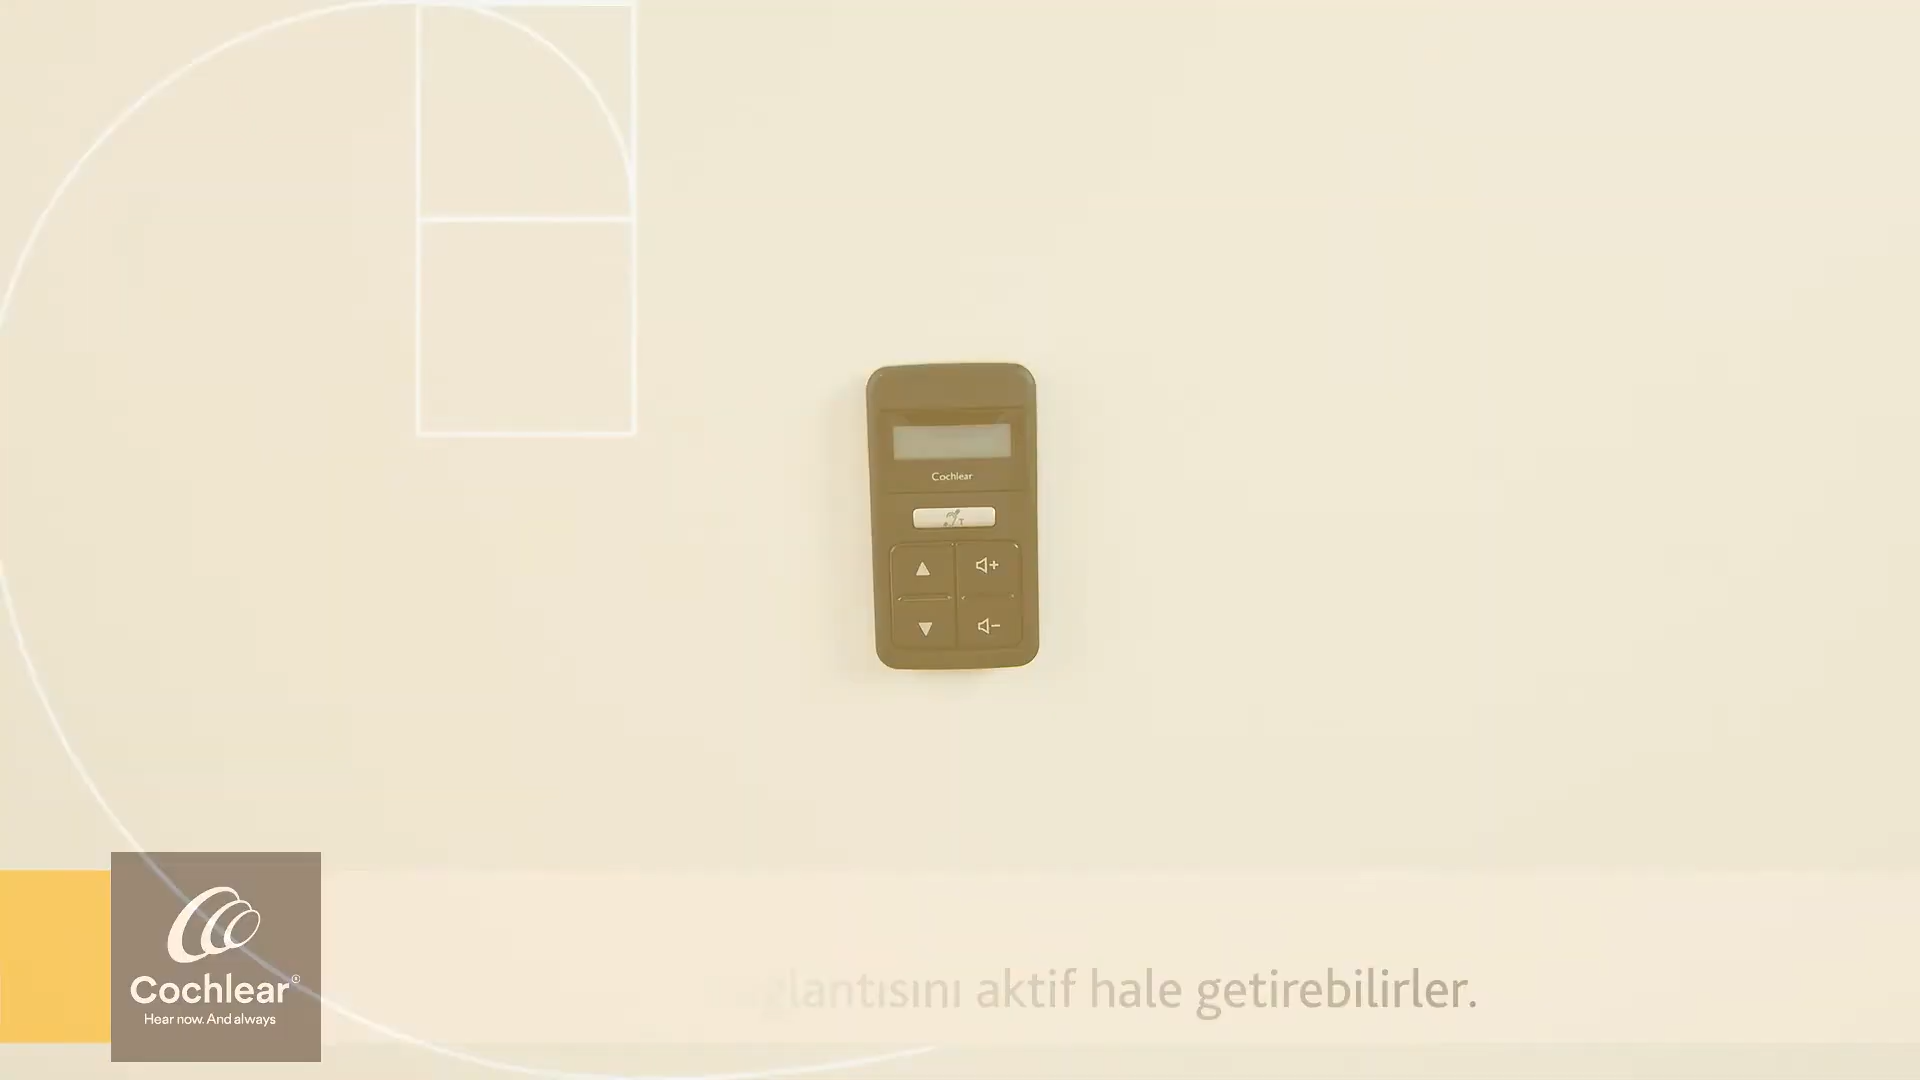 Cochlear
T
Cochlear®
Hear now. And always
aktif hale getirebilirler.